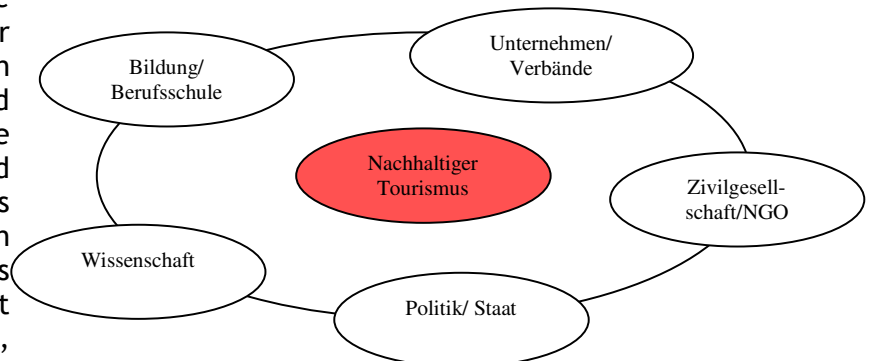 Bildung/
Berufsschule
Unternehmen/
Verbände
Nachhaltiger
Tourismus
Zivilgesell-
schaft/NGO
Wissenschaft
Politik/ Staat